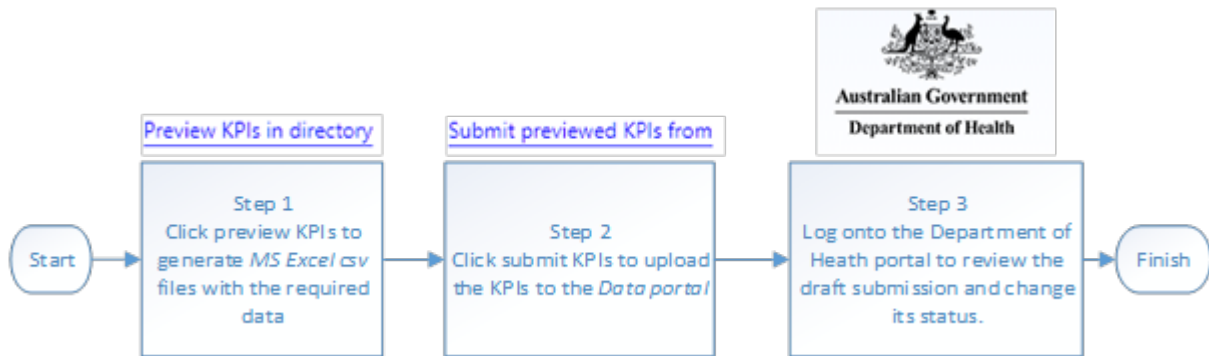 Australian Government
Department of Health
Preview KPIs in directory
Submit previewed KPIs from
Start
Step 1
Click preview KPIs to
generate MS Excel csv
files with the required
data
Step 2
Click submit KPIs to upload
the KPIs to the Data portal
Step 3
Log onto the Department of
Heath portal to review the
draft submission and change
its status.
Finish